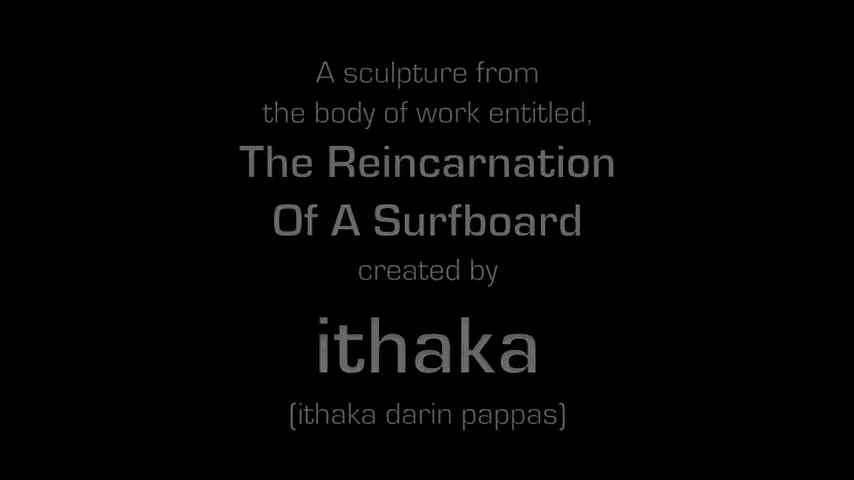 A sculpture from
the body of work entitled,
The Reincarnation
Of A Surfboard
created by
ithaka
(ithaka darin pappas)